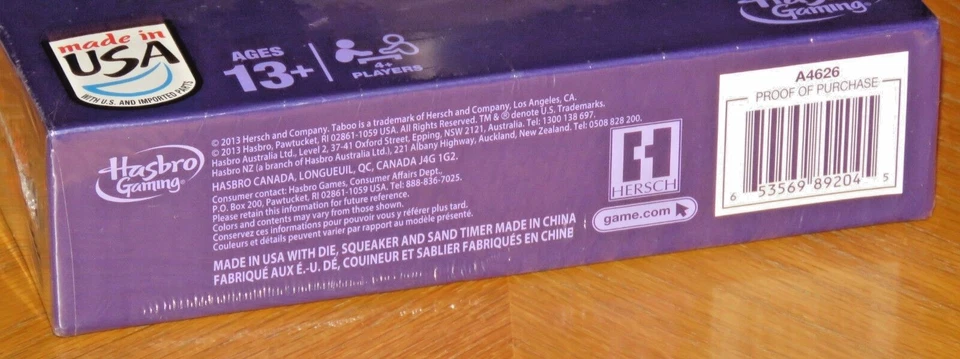 Hasbro
Gaming
made in
USA
WITH U.S. AND IMPORTED PARTS
AGES
13+
4+
PLAYERS
Hasbro
Gaming
© 2013 Hersch and Company. Taboo is a trademark of Hersch and Company, Los Angeles, CA.
© 2013 Hasbro, Pawtucket, RI 02861-1059 USA. All Rights Reserved. TM & ® denote U.S. Trademarks.
Hasbro Australia Ltd., Level 2, 37-41 Oxford Street, Epping, NSW 2121, Australia. Tel: 1300 138 697.
Hasbro NZ (a branch of Hasbro Australia Ltd.), 221 Albany Highway, Auckland, New Zealand. Tel: 0508 828 200.
HASBRO CANADA, LONGUEUIL, QC, CANADA J4G 1G2.
Consumer contact: Hasbro Games, Consumer Affairs Dept.,
P.O. Box 200, Pawtucket, RI 02861-1059 USA. Tel: 888-836-7025.
Please retain this information for future reference.
Colors and contents may vary from those shown.
Conservez ces informations pour pouvoir vous y référer plus tard.
Couleurs et détails peuvent varier par rapport au modèle présenté.
MADE IN USA WITH DIE, SQUEAKER AND SAND TIMER MADE IN CHINA
FABRIQUÉ AUX É.-U. DÉ, COUINEUR ET SABLIER FABRIQUÉS EN CHINE
H
HERSCH
game.com
A4626
PROOF OF PURCHASE
6 53569 89204 5